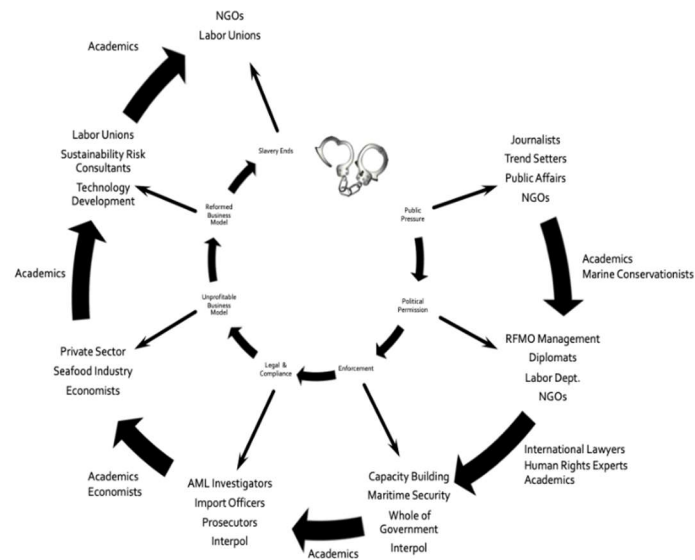 NGOs
Labor Unions
Academics
Labor Unions
Sustainability Risk
Consultants
Technology
Development
Slavery Ends
Reformed
Business
Model
Public
Pressure
Journalists
Trend Setters
Public Affairs
NGOs
Academics
Marine Conservationists
Academics
Unprofitable
Business
Model
Political
Permission
Private Sector
Seafood Industry
Economists
Legal &
Compliance
Enforcement
RFMO Management
Diplomats
Labor Dept.
NGOs
International Lawyers
Human Rights Experts
Academics
Academics
Economists
AML Investigators
Import Officers
Prosecutors
Interpol
Capacity Building
Maritime Security
Whole of
Government
Interpol
Academics